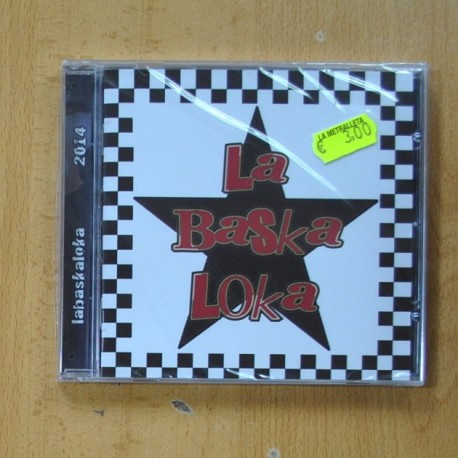 LA METRALLETA
€ 3.00
La
BaSka
LOka
labaskaloka 2014